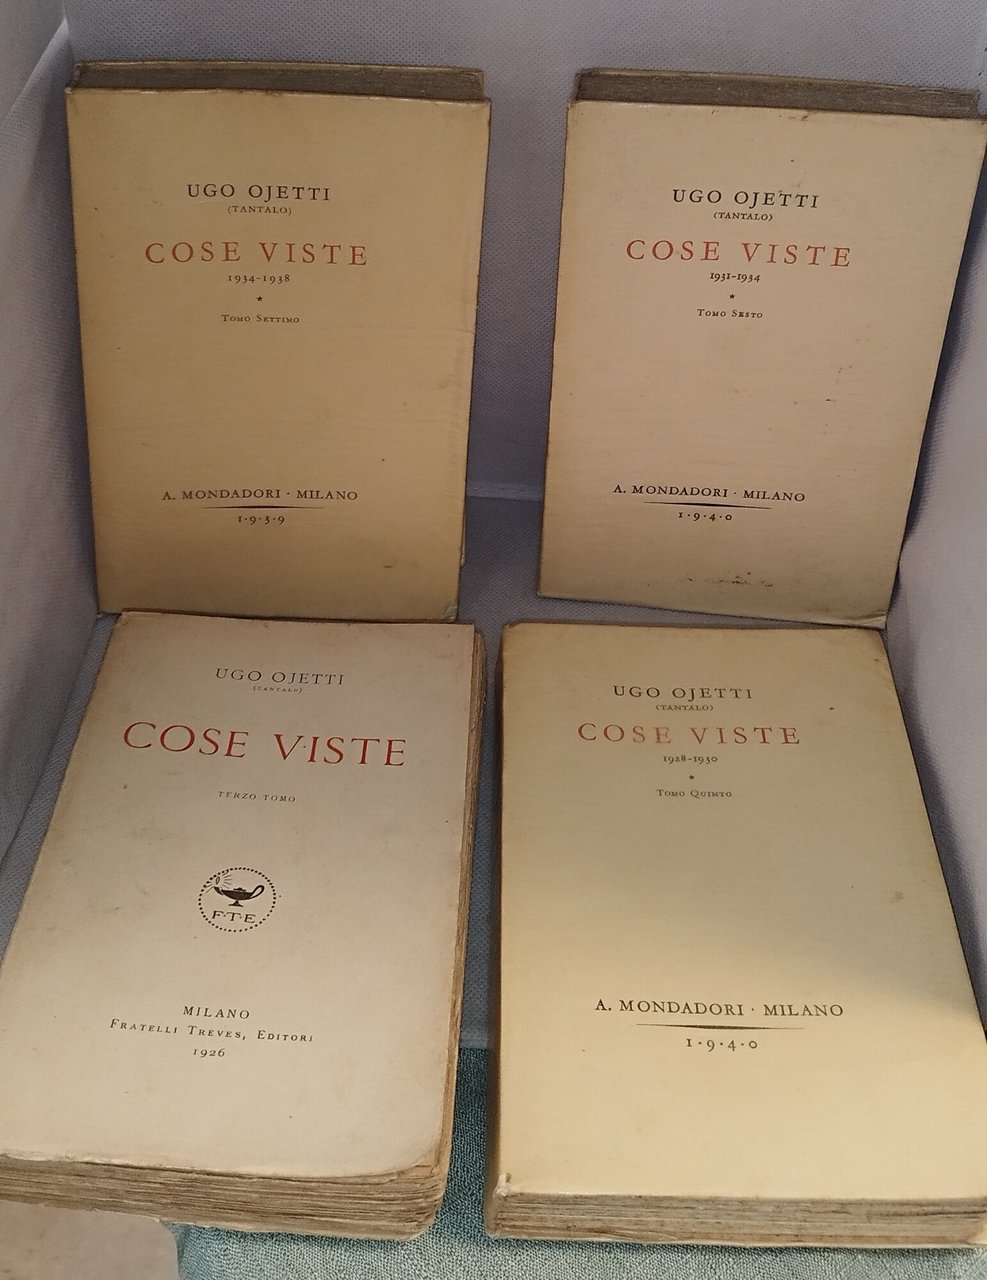 UGO OJETTI
(TANTALO)
COSE VISTE
1934-1938
★
Tomo Settimo
A. MONDADORI · MILANO
1·9·3·9
UGO OJETTI
(TANTALO)
COSE VISTE
1931-1934
★
Tomo Sesto
A. MONDADORI · MILANO
1·9·4·0
UGO OJETTI
(TANTALO)
COSE VISTE
TERZO TOMO
F·T·E
MILANO
Fratelli Treves, Editori
1926
UGO OJETTI
(TANTALO)
COSE VISTE
1928-1930
★
Tomo Quinto
A. MONDADORI · MILANO
1·9·4·0